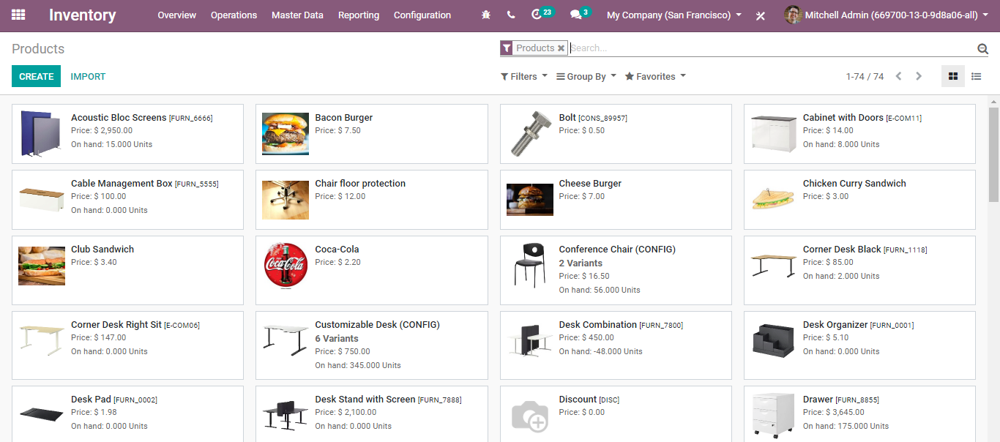 Inventory Overview Operations Master Data Reporting Configuration 23 3 My Company (San Francisco) Mitchell Admin (669700-13-0-9d8a06-all)
Products
Products Search...
CREATE IMPORT
Filters Group By Favorites
1-74 / 74
Acoustic Bloc Screens [FURN_6666]
Price: $ 2,950.00
On hand: 15.000 Units
Bacon Burger
Price: $ 7.50
Bolt [CONS_89957]
Price: $ 0.50
Cabinet with Doors [E-COM11]
Price: $ 14.00
On hand: 8.000 Units
Cable Management Box [FURN_5555]
Price: $ 100.00
On hand: 0.000 Units
Chair floor protection
Price: $ 12.00
Cheese Burger
Price: $ 7.00
Chicken Curry Sandwich
Price: $ 3.00
Club Sandwich
Price: $ 3.40
Coca-Cola
Coca-Cola
Price: $ 2.20
Conference Chair (CONFIG)
2 Variants
Price: $ 16.50
On hand: 56.000 Units
Corner Desk Black [FURN_1118]
Price: $ 85.00
On hand: 2.000 Units
Corner Desk Right Sit [E-COM06]
Price: $ 147.00
On hand: 0.000 Units
Customizable Desk (CONFIG)
6 Variants
Price: $ 750.00
On hand: 345.000 Units
Desk Combination [FURN_7800]
Price: $ 450.00
On hand: -48.000 Units
Desk Organizer [FURN_0001]
Price: $ 5.10
On hand: 0.000 Units
Desk Pad [FURN_0002]
Price: $ 1.98
On hand: 0.000 Units
Desk Stand with Screen [FURN_7888]
Price: $ 2,100.00
On hand: 0.000 Units
Discount [DISC]
Price: $ 0.00
Drawer [FURN_8855]
Price: $ 3,645.00
On hand: 175.000 Units